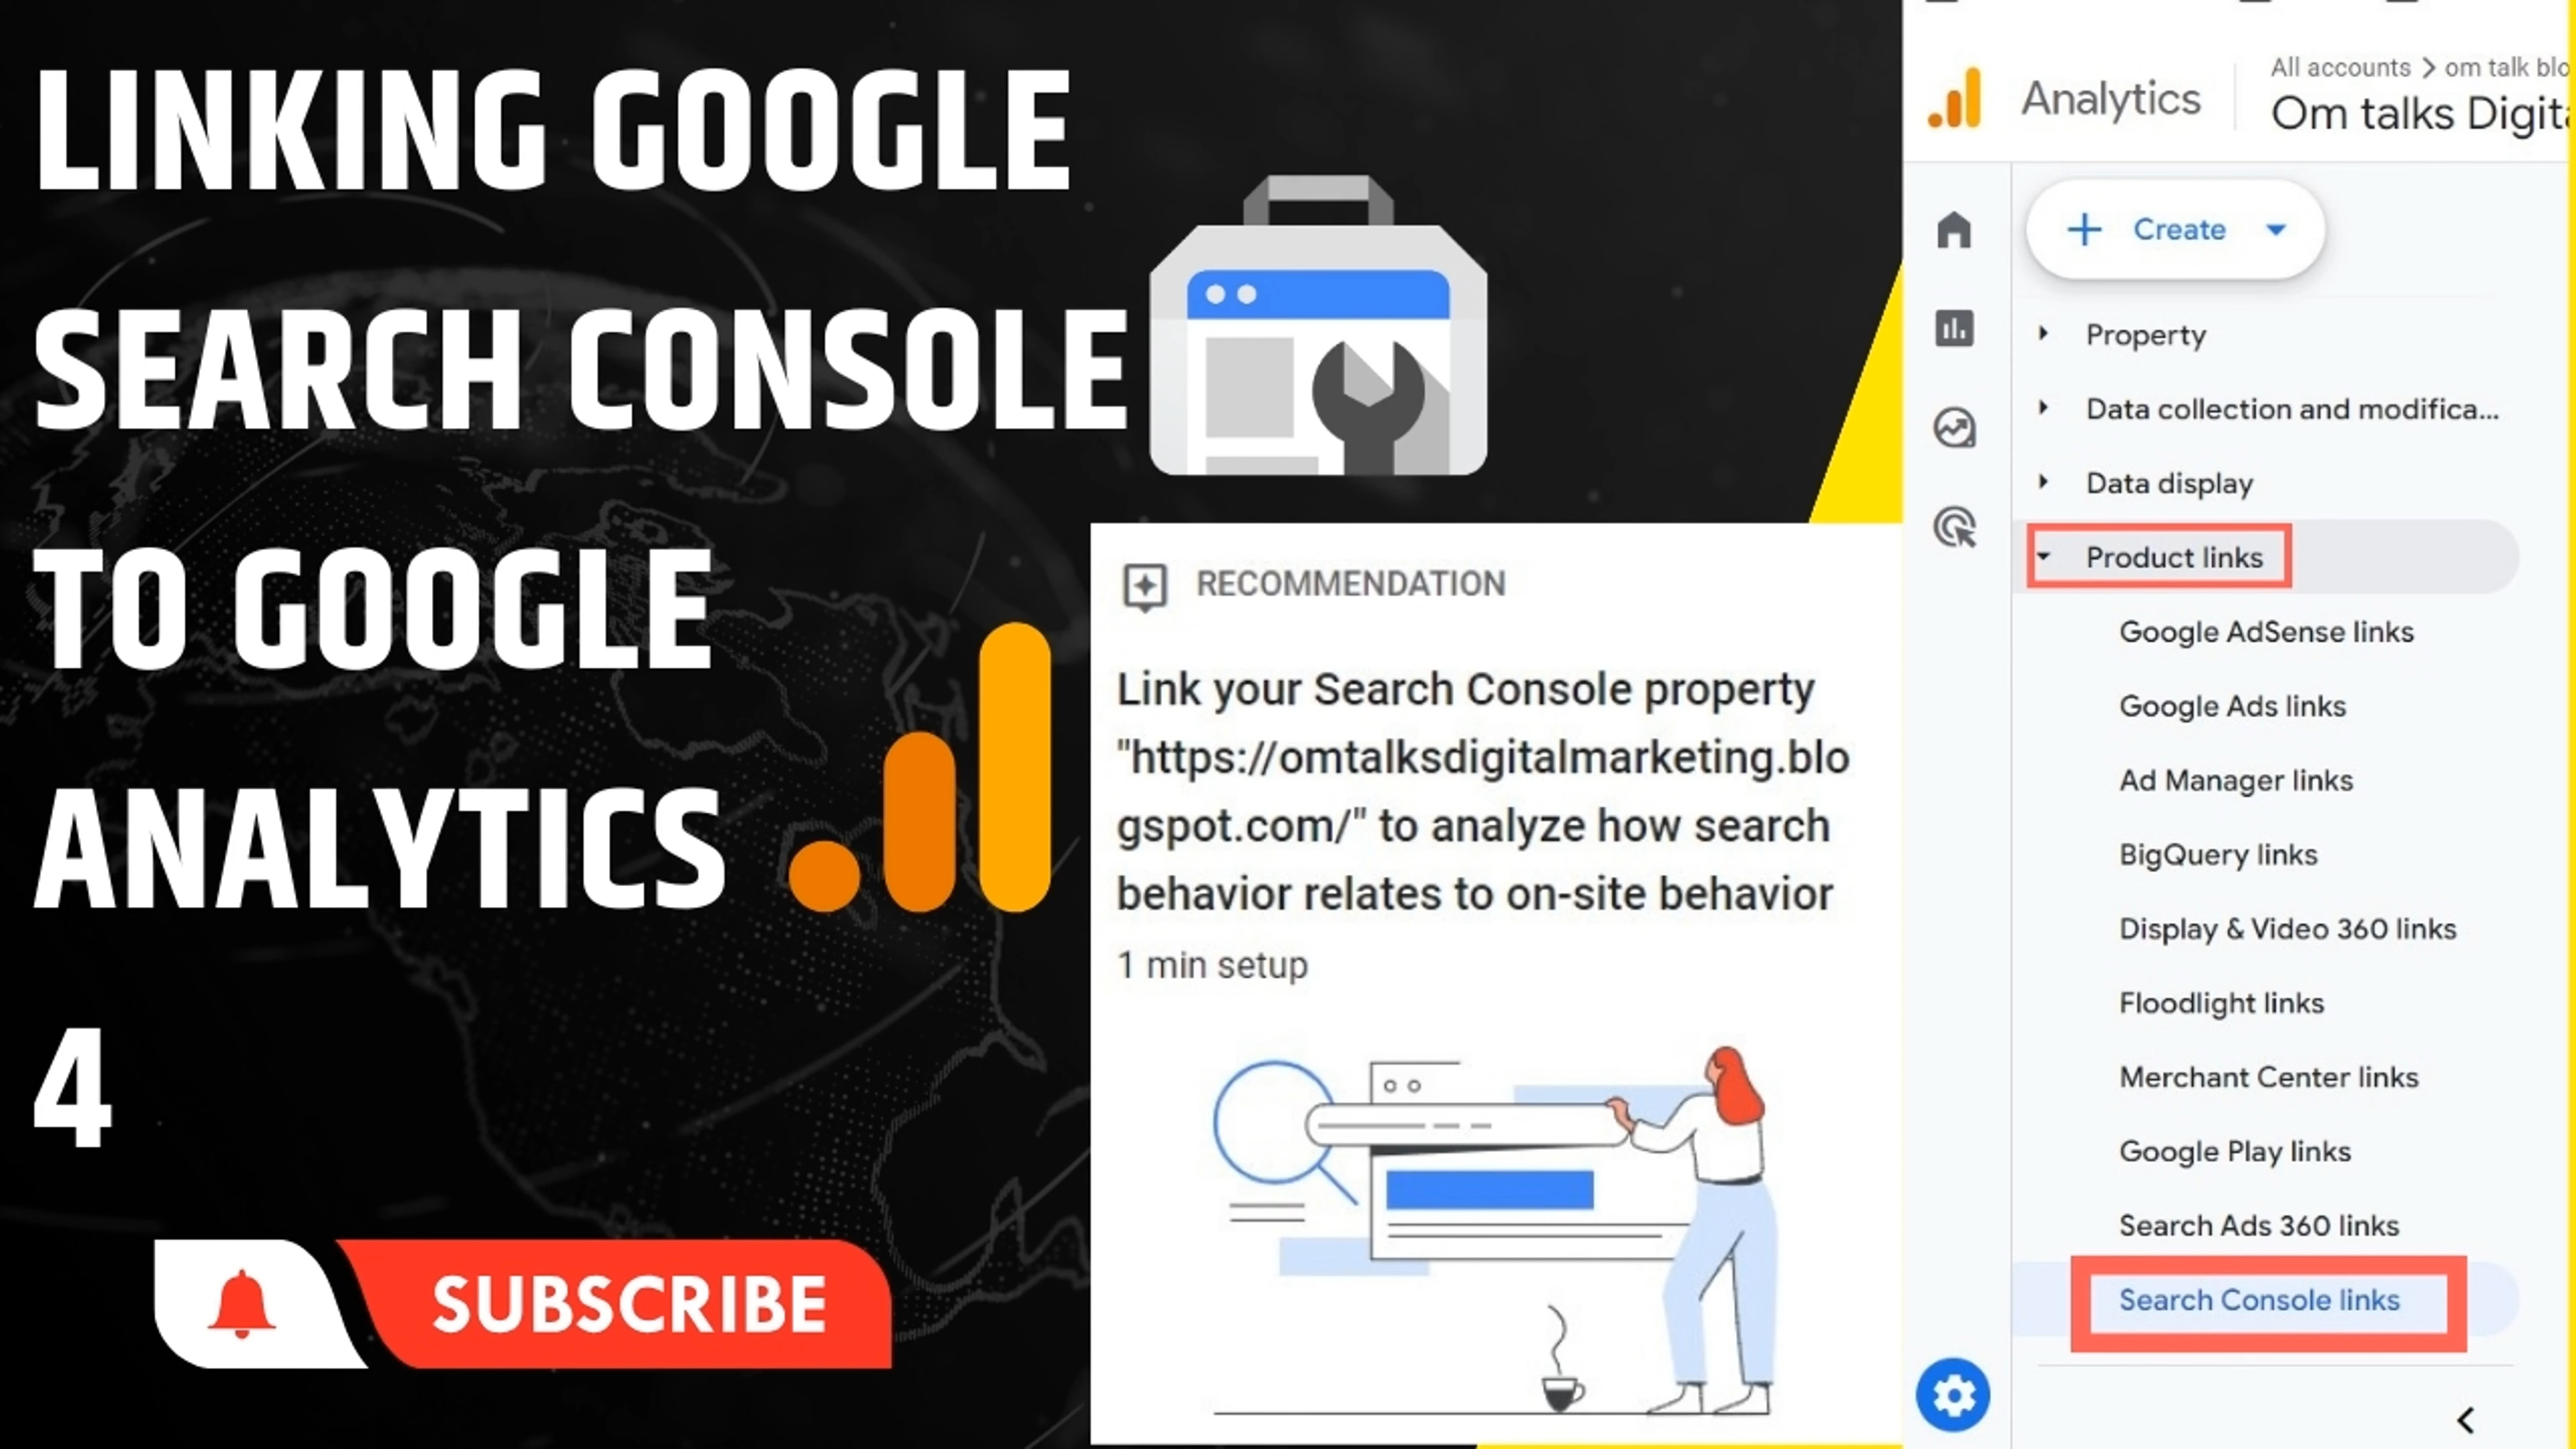 LINKING GOOGLE
SEARCH CONSOLE
TO GOOGLE
ANALYTICS
4
SUBSCRIBE
RECOMMENDATION
Link your Search Console property
"https://omtalksdigitalmarketing.blo
gspot.com/" to analyze how search
behavior relates to on-site behavior
1 min setup
Analytics
All accounts > om talk blo
Om talks Digit
Create
Property
Data collection and modifica...
Data display
Product links
Google AdSense links
Google Ads links
Ad Manager links
BigQuery links
Display & Video 360 links
Floodlight links
Merchant Center links
Google Play links
Search Ads 360 links
Search Console links